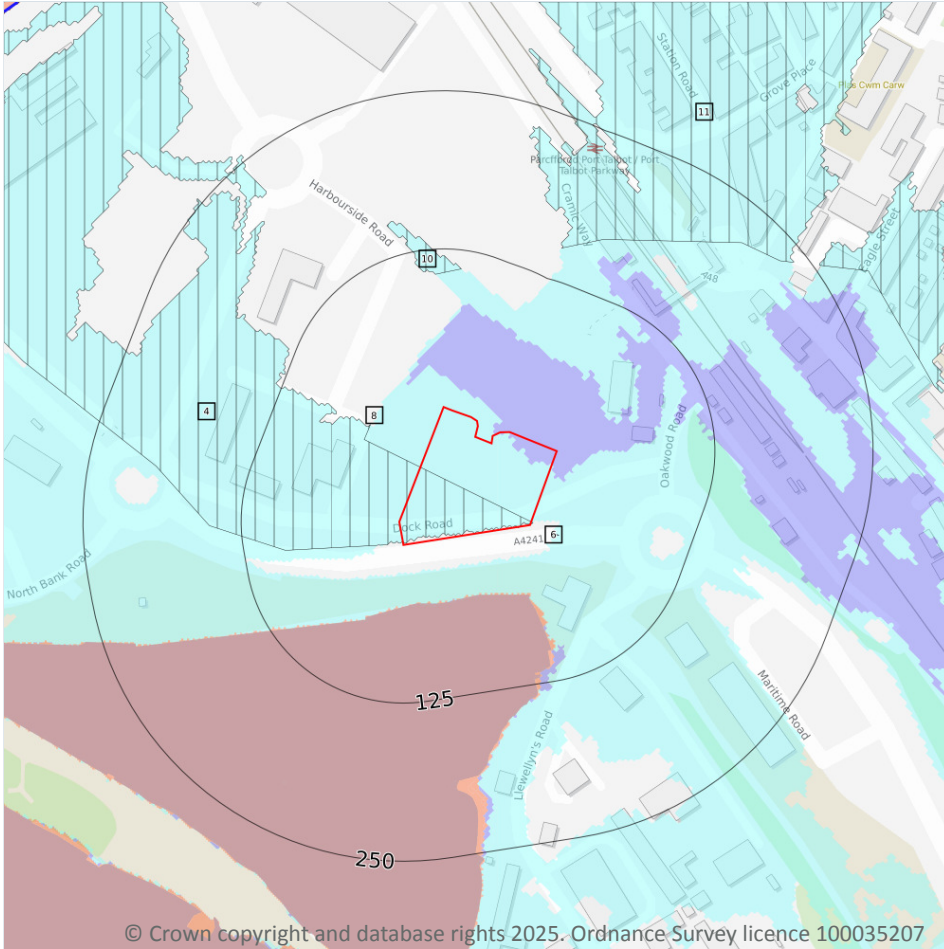 Station Road
Grove Place
Plas Cwm Carw
11
Parcffordd Port Talbot / Port
Talbot Parkway
Cramic Way
Harbourside Road
Eagle Street
10
A48
4
8
Oakwood Road
Dock Road
A4241
6
North Bank Road
125
Maritime Road
Llewellyn's Road
250
© Crown copyright and database rights 2025. Ordnance Survey licence 100035207